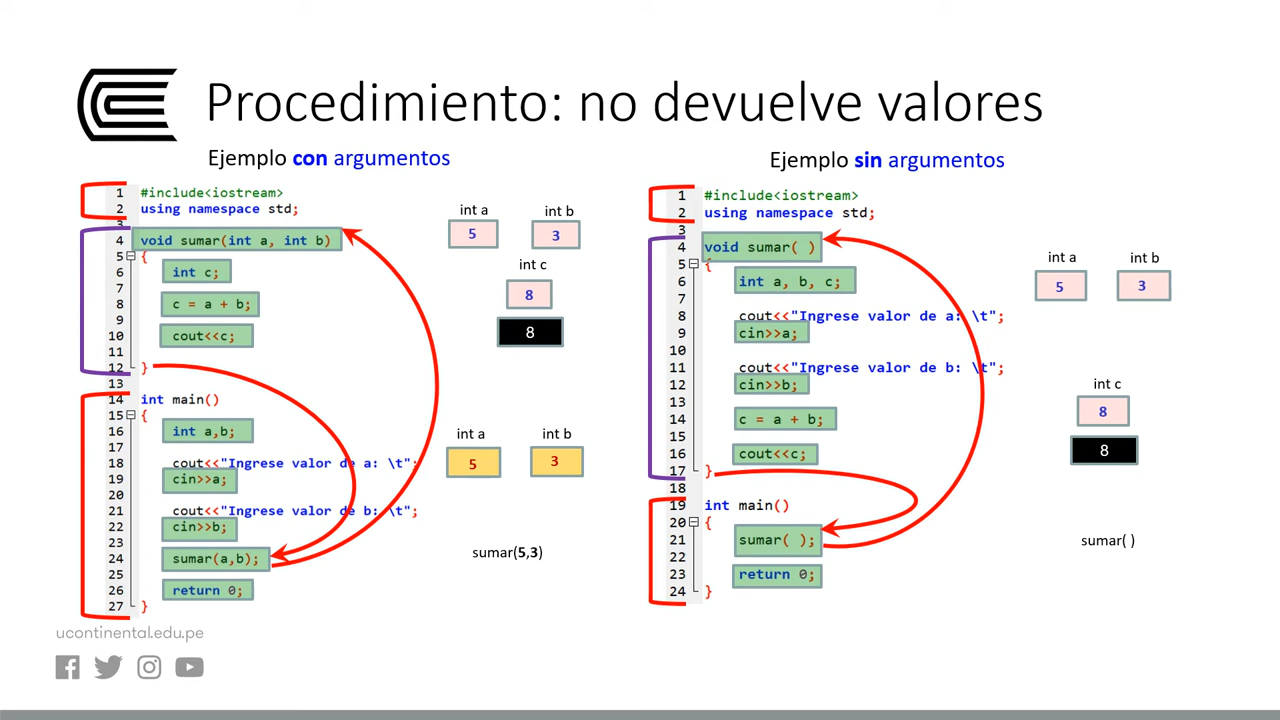 Procedimiento: no devuelve valores
Ejemplo con argumentos
1 #include<iostream>
2 using namespace std;
3
4 void sumar(int a, int b)
5 {
6 int c;
7
8 c = a + b;
9
10 cout<<c;
11
12 }
13
14 int main()
15 {
16 int a,b;
17
18 cout<<"Ingrese valor de a: \t";
19 cin>>a;
20
21 cout<<"Ingrese valor de b: \t";
22 cin>>b;
23
24 sumar(a,b);
25
26 return 0;
27 }
int a int b
5 3
int c
8
8
int a int b
5 3
sumar(5,3)
Ejemplo sin argumentos
1 #include<iostream>
2 using namespace std;
3
4 void sumar( )
5 {
6 int a, b, c;
7
8 cout<<"Ingrese valor de a: \t";
9 cin>>a;
10
11 cout<<"Ingrese valor de b: \t";
12 cin>>b;
13
14 c = a + b;
15
16 cout<<c;
17 }
18
19 int main()
20 {
21 sumar( );
22
23 return 0;
24 }
int a int b
5 3
int c
8
8
sumar( )
ucontinental.edu.pe